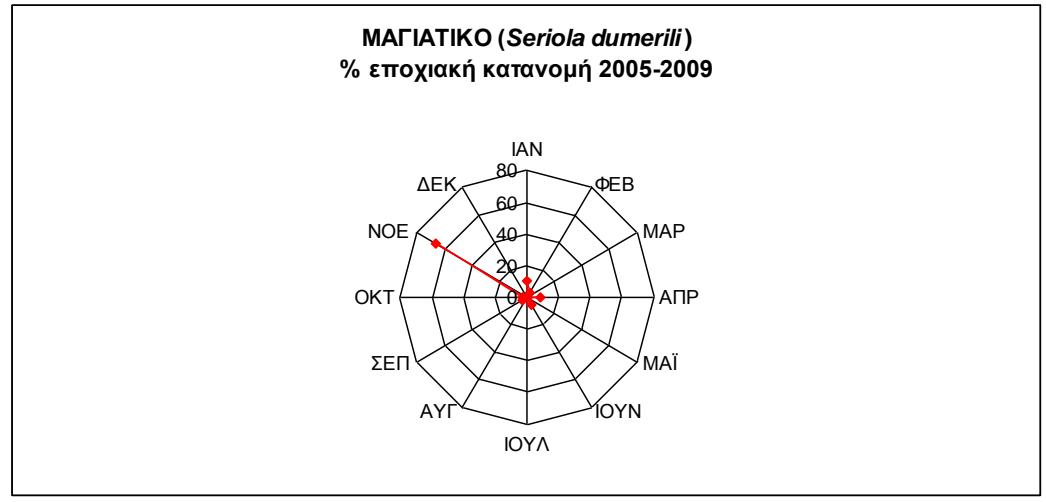 ΜΑΓΙΑΤΙΚΟ (Seriola dumerili)
% εποχιακή κατανομή 2005-2009
ΙΑΝ
ΦΕΒ
ΜΑΡ
ΑΠΡ
ΜΑΪ
ΙΟΥΝ
ΙΟΥΛ
ΑΥΓ
ΣΕΠ
ΟΚΤ
ΝΟΕ
ΔΕΚ
80
60
40
20
0